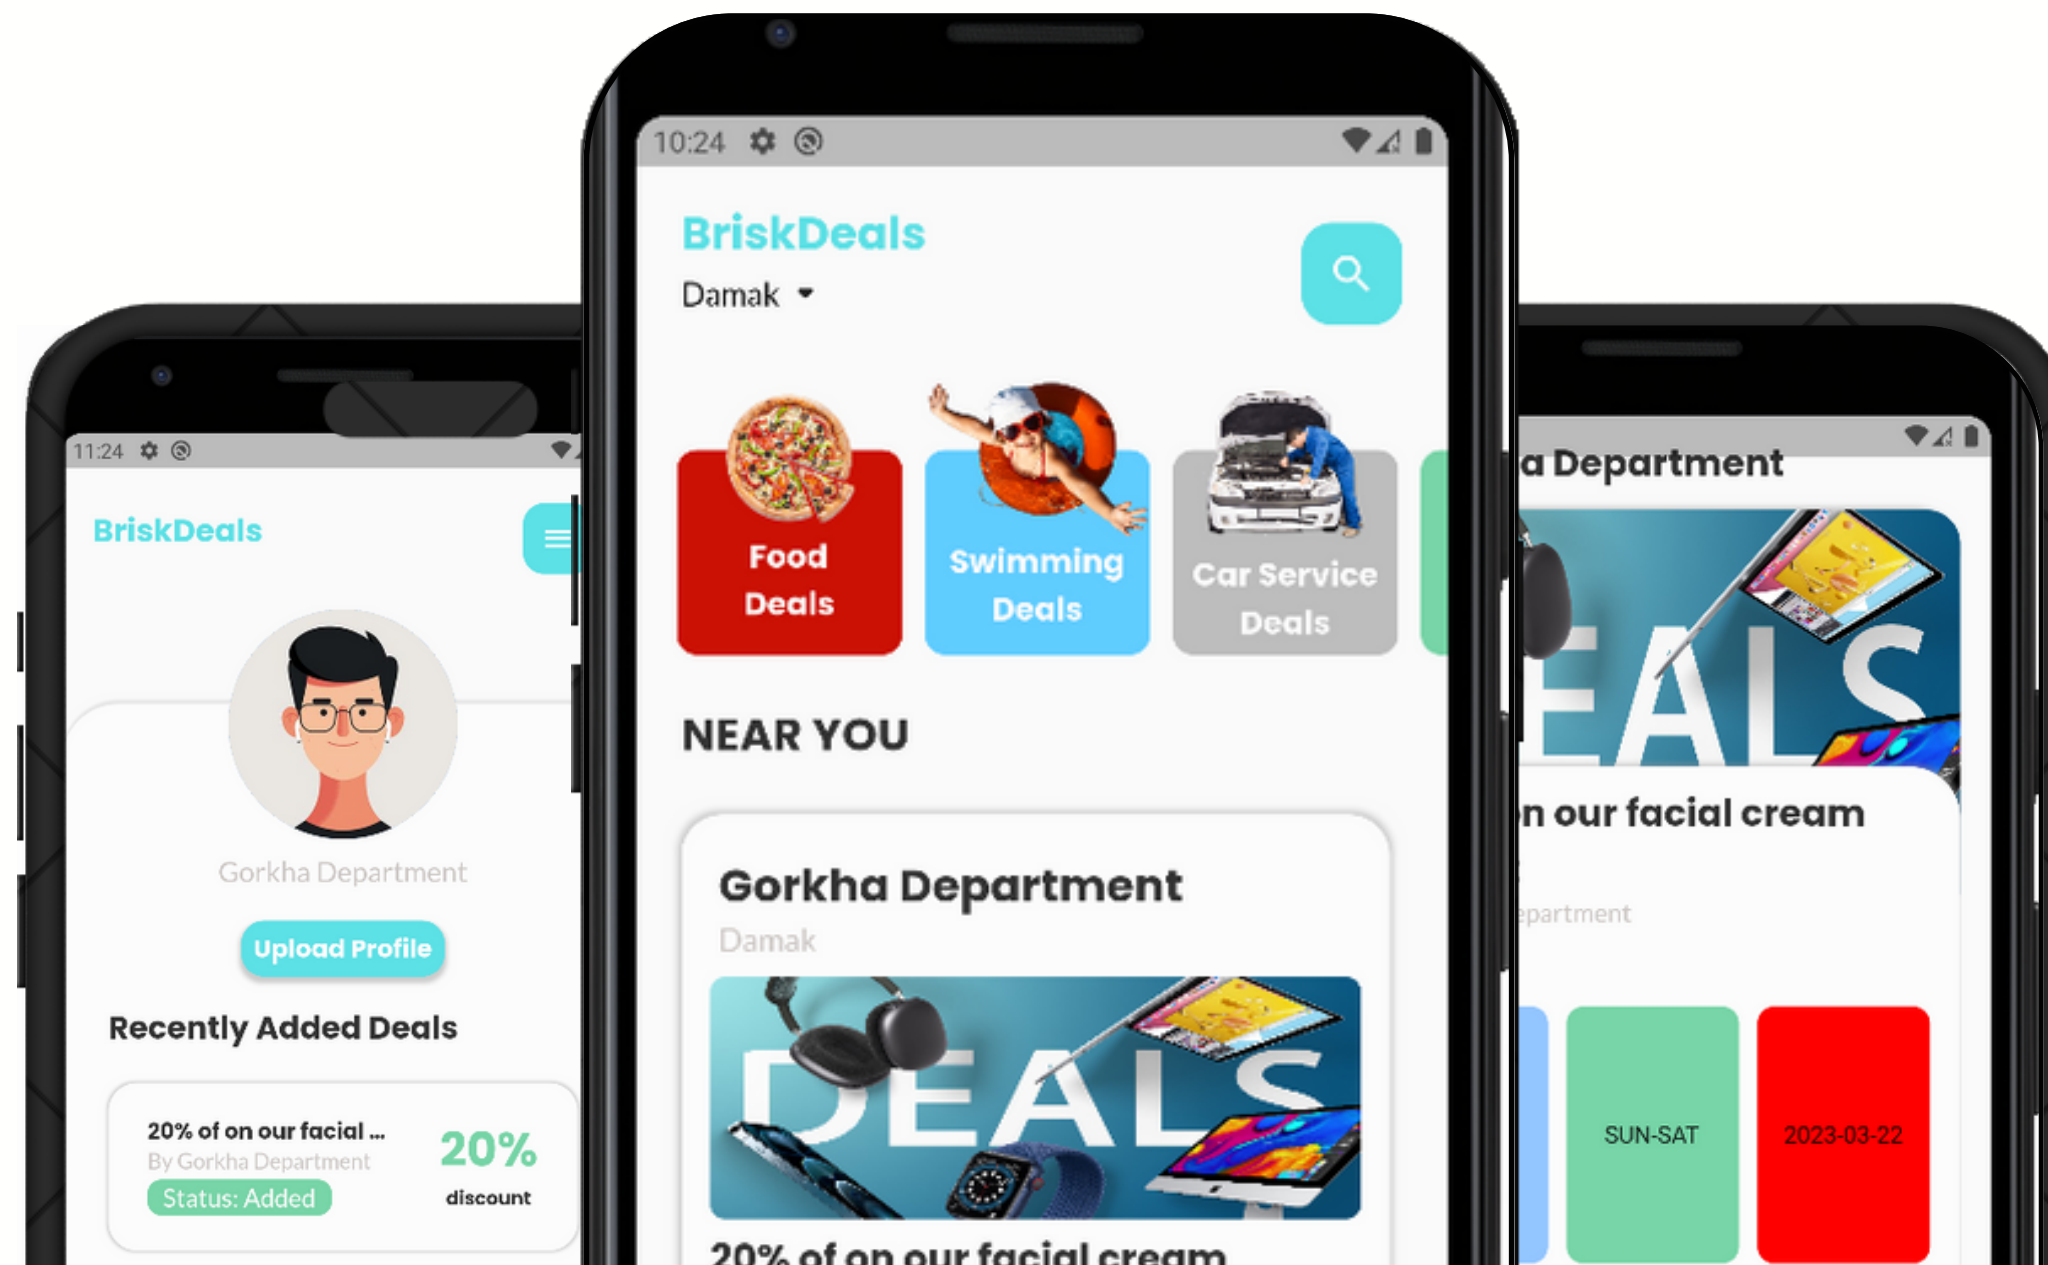 11:24
BriskDeals
Gorkha Department
Upload Profile
Recently Added Deals
20% of on our facial ...
By Gorkha Department
Status: Added
20%
discount
10:24
BriskDeals
Damak
Food
Deals
Swimming
Deals
Car Service
Deals
NEAR YOU
Gorkha Department
Damak
DEALS
20% of on our facial cream
a Department
EALS
on our facial cream
epartment
SUN-SAT
2023-03-22